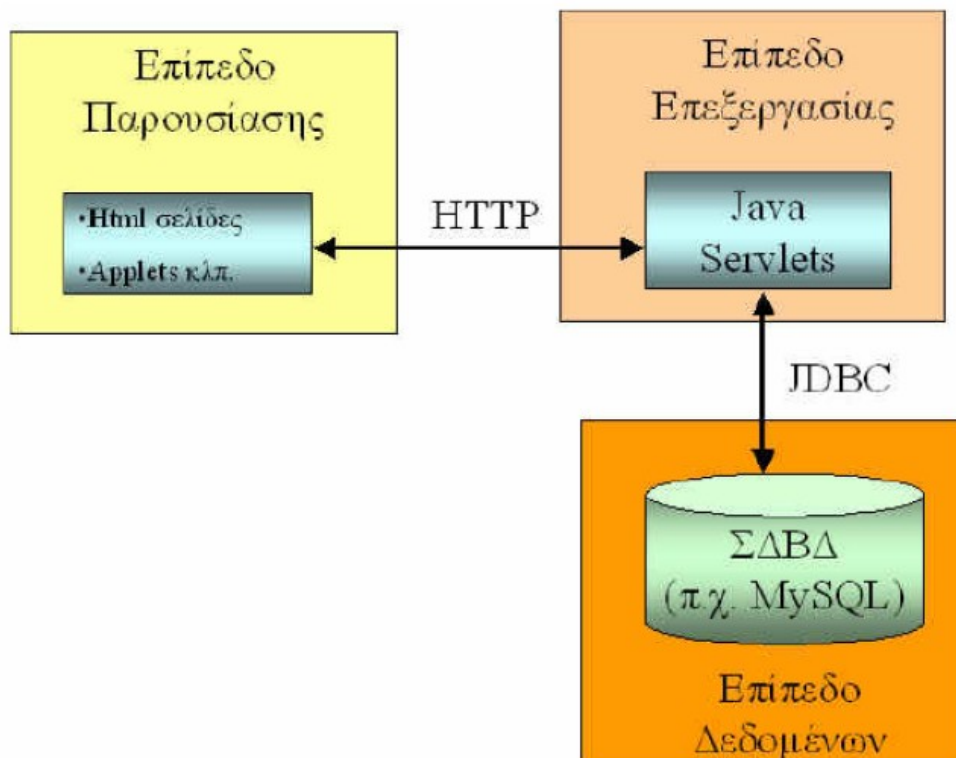 Επίπεδο
Παρουσίασης
•Html σελίδες
•Applets κλπ.
HTTP
Επίπεδο
Επεξεργασίας
Java
Servlets
JDBC
ΣΔΒΔ
(π.χ. MySQL)
Επίπεδο
Δεδομένων